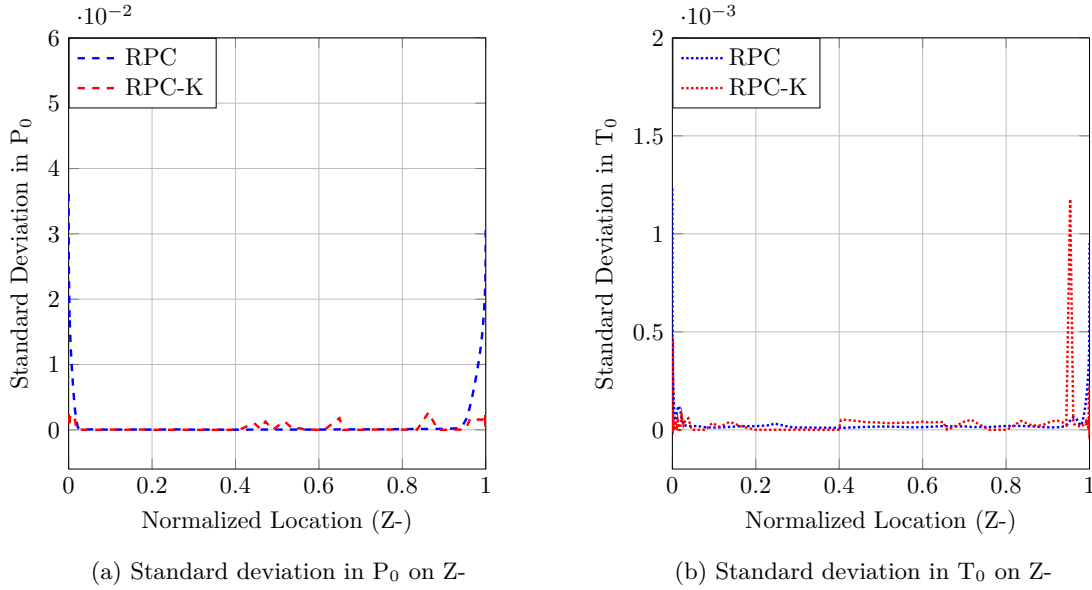 ·10⁻²
RPC
RPC-K
6
5
4
3
2
1
0
Standard Deviation in P₀
0 0.2 0.4 0.6 0.8 1
Normalized Location (Z-)
(a) Standard deviation in P₀ on Z-
·10⁻³
RPC
RPC-K
2
1.5
1
0.5
0
Standard Deviation in T₀
0 0.2 0.4 0.6 0.8 1
Normalized Location (Z-)
(b) Standard deviation in T₀ on Z-